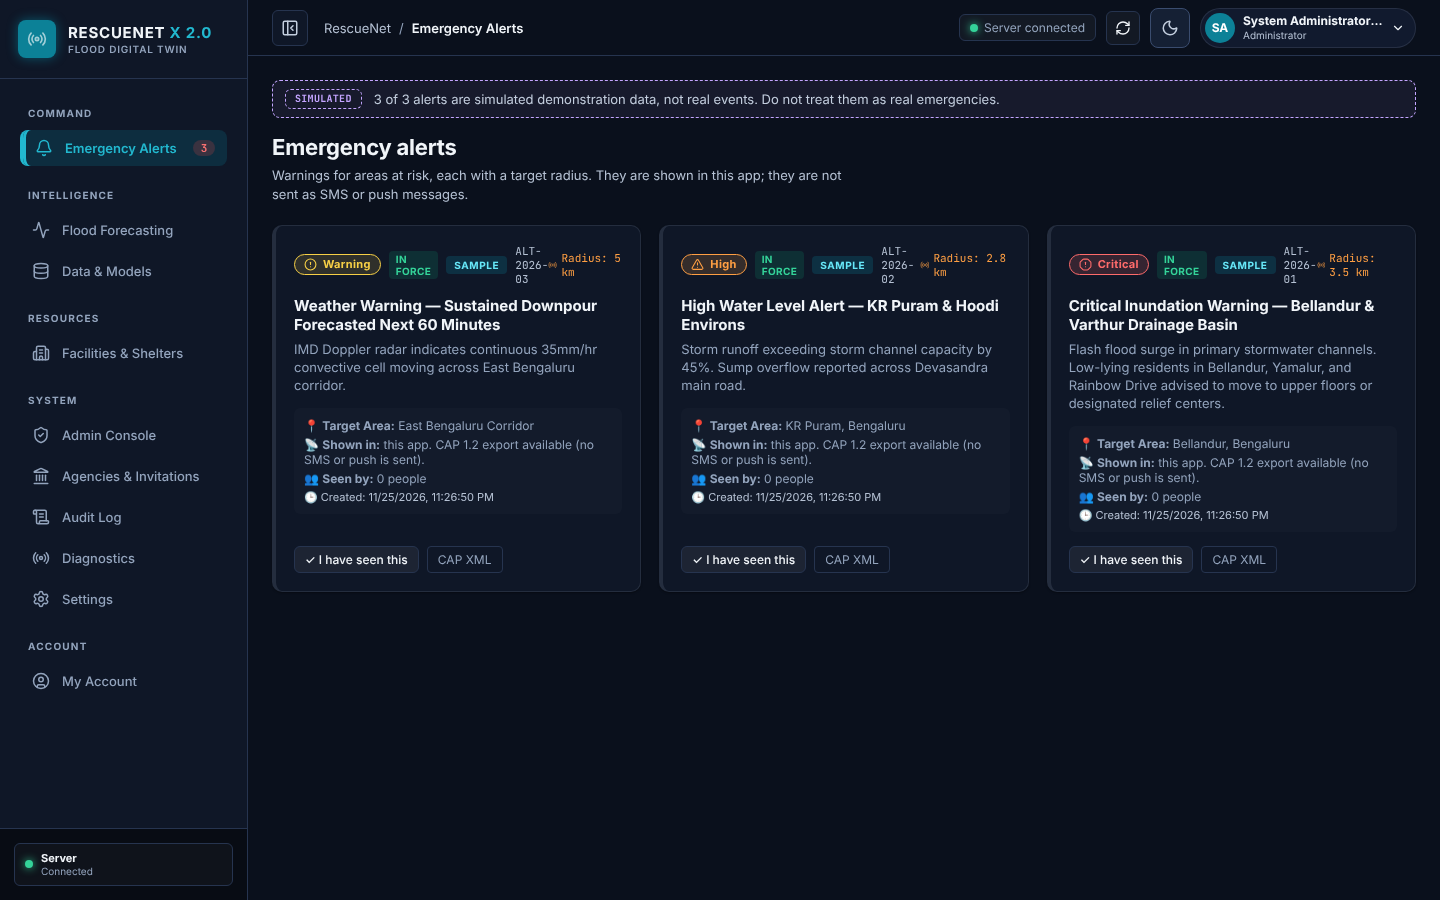 RESCUENET X 2.0
FLOOD DIGITAL TWIN
COMMAND
Emergency Alerts 3
INTELLIGENCE
Flood Forecasting
Data & Models
RESOURCES
Facilities & Shelters
SYSTEM
Admin Console
Agencies & Invitations
Audit Log
Diagnostics
Settings
ACCOUNT
My Account
Server
Connected
RescueNet / Emergency Alerts
Server connected
SA
System Administrator...
Administrator
SIMULATED 3 of 3 alerts are simulated demonstration data, not real events. Do not treat them as real emergencies.
Emergency alerts
Warnings for areas at risk, each with a target radius. They are shown in this app; they are not
sent as SMS or push messages.
Warning
IN
FORCE
SAMPLE
ALT-
2026-
03
Radius: 5
km
Weather Warning — Sustained Downpour
Forecasted Next 60 Minutes
IMD Doppler radar indicates continuous 35mm/hr
convective cell moving across East Bengaluru
corridor.
📍 Target Area: East Bengaluru Corridor
📡 Shown in: this app. CAP 1.2 export available (no
SMS or push is sent).
👥 Seen by: 0 people
🕒 Created: 11/25/2026, 11:26:50 PM
✓ I have seen this
CAP XML
High
IN
FORCE
SAMPLE
ALT-
2026-
02
Radius: 2.8
km
High Water Level Alert — KR Puram & Hoodi
Environs
Storm runoff exceeding storm channel capacity by
45%. Sump overflow reported across Devasandra
main road.
📍 Target Area: KR Puram, Bengaluru
📡 Shown in: this app. CAP 1.2 export available (no
SMS or push is sent).
👥 Seen by: 0 people
🕒 Created: 11/25/2026, 11:26:50 PM
✓ I have seen this
CAP XML
Critical
IN
FORCE
SAMPLE
ALT-
2026-
01
Radius:
3.5 km
Critical Inundation Warning — Bellandur &
Varthur Drainage Basin
Flash flood surge in primary stormwater channels.
Low-lying residents in Bellandur, Yamalur, and
Rainbow Drive advised to move to upper floors or
designated relief centers.
📍 Target Area: Bellandur, Bengaluru
📡 Shown in: this app. CAP 1.2 export available (no
SMS or push is sent).
👥 Seen by: 0 people
🕒 Created: 11/25/2026, 11:26:50 PM
✓ I have seen this
CAP XML